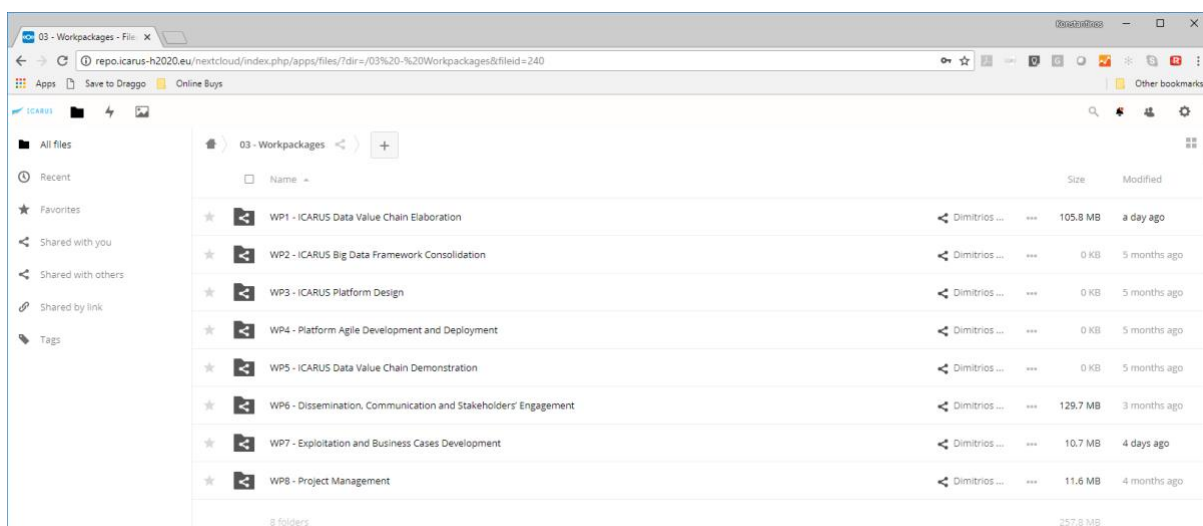 Konstantinos
03 - Workpackages - File
repo.icarus-h2020.eu/nextcloud/index.php/apps/files/?dir=/03%20-%20Workpackages&fileid=240
Apps Save to Draggo Online Buys Other bookmarks
ICARUS
All files
03 - Workpackages +
Recent
Name Size Modified
Favorites
WP1 - ICARUS Data Value Chain Elaboration Dimitrios ... 105.8 MB a day ago
Shared with you
WP2 - ICARUS Big Data Framework Consolidation Dimitrios ... 0 KB 5 months ago
Shared with others
WP3 - ICARUS Platform Design Dimitrios ... 0 KB 5 months ago
Shared by link
WP4 - Platform Agile Development and Deployment Dimitrios ... 0 KB 5 months ago
Tags
WP5 - ICARUS Data Value Chain Demonstration Dimitrios ... 0 KB 5 months ago
WP6 - Dissemination, Communication and Stakeholders' Engagement Dimitrios ... 129.7 MB 3 months ago
WP7 - Exploitation and Business Cases Development Dimitrios ... 10.7 MB 4 days ago
WP8 - Project Management Dimitrios ... 11.6 MB 4 months ago
8 folders 257.8 MB